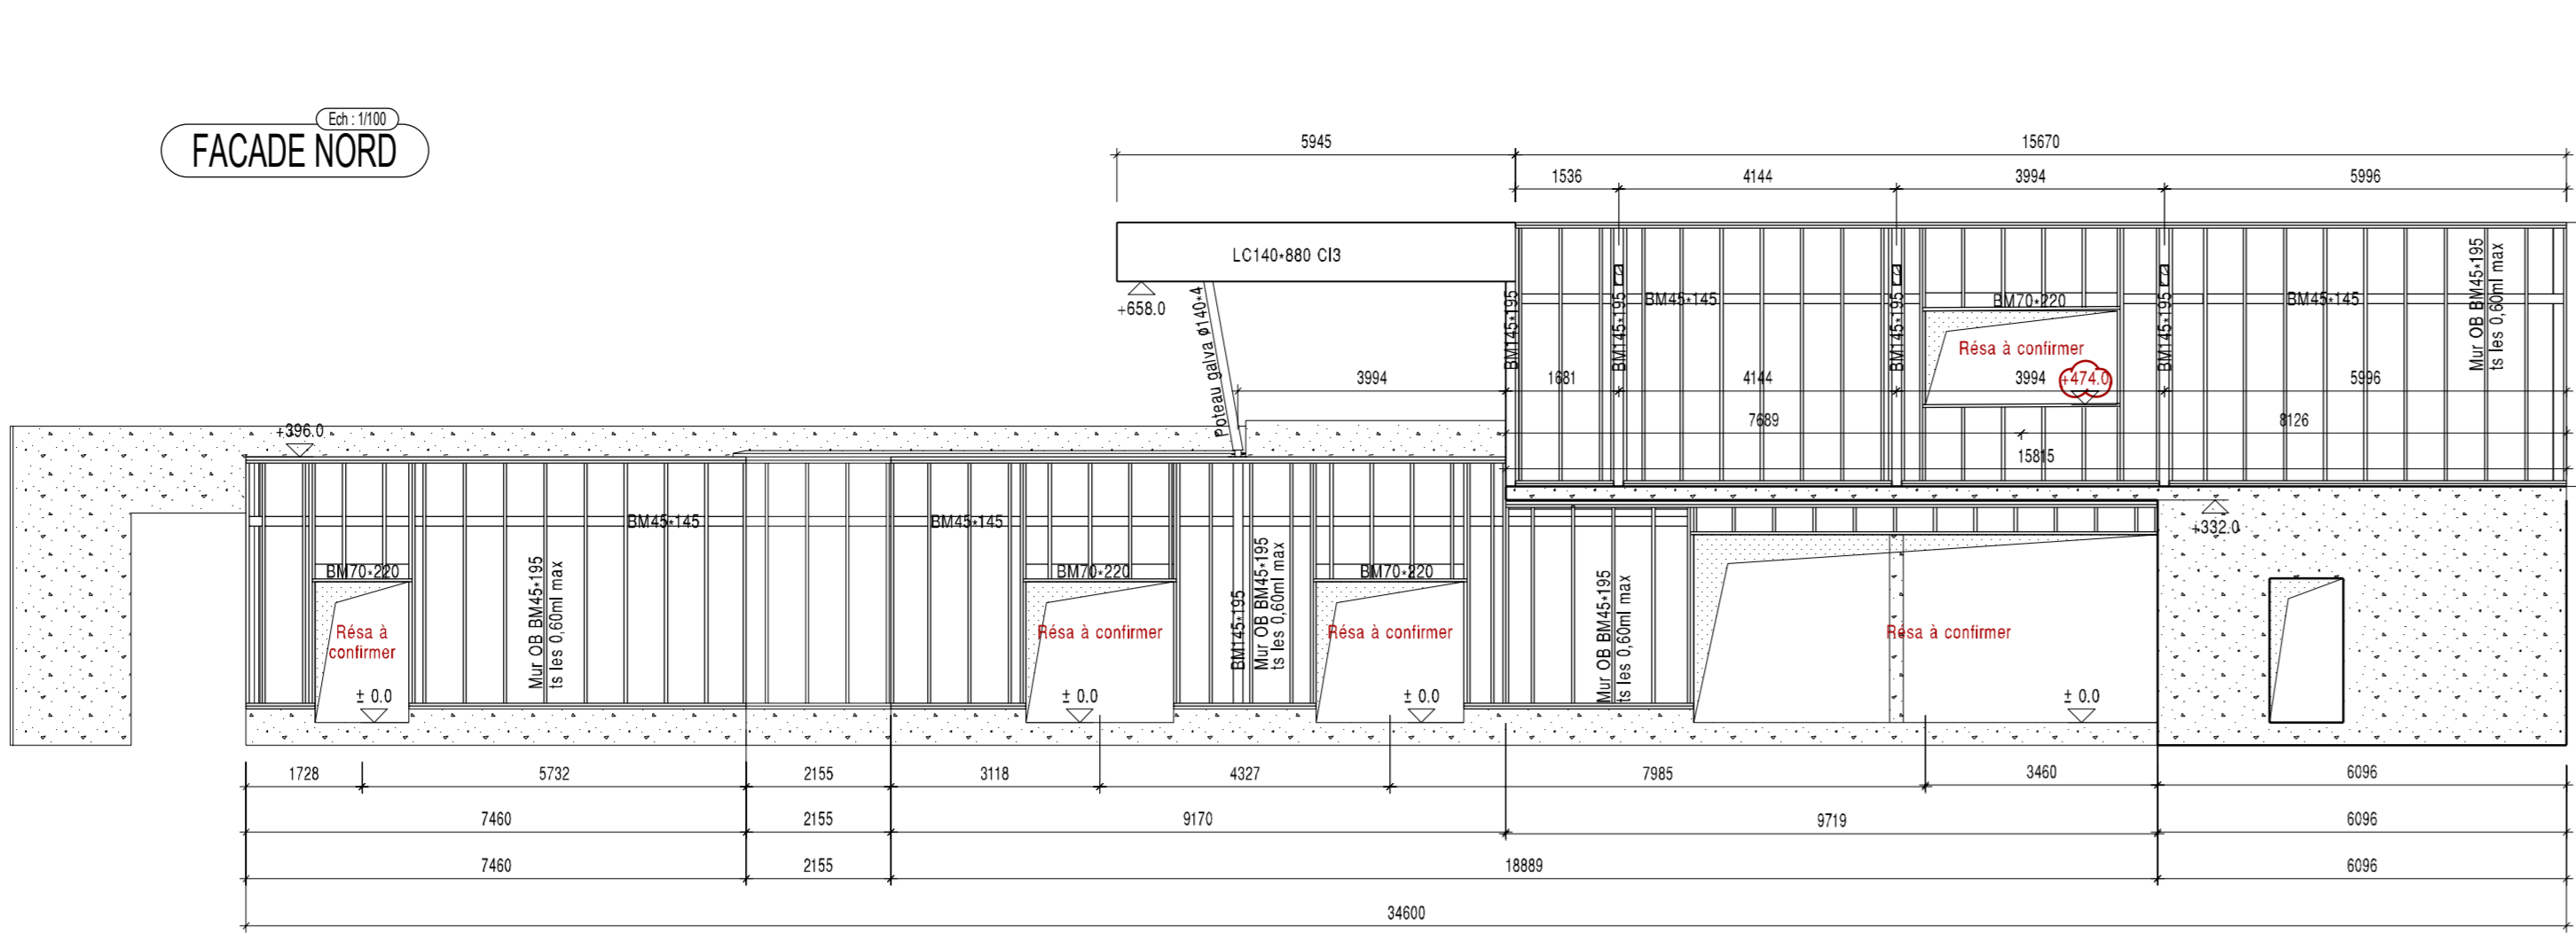 Ech : 1/100
FACADE NORD
5945
15670
1536
4144
3994
5996
LC140*880 Cl3
+658.0
Poteau galva ø140*4
BM145*195
BM145*195
BM45*145
BM145*195
BM70*220
BM145*195
BM45*145
Mur OB BM45*195
ts les 0,60ml max
Résa à confirmer
3994
1681
4144
3994
+474.0
5996
7689
8126
15815
+396.0
+332.0
BM45*145
BM45*145
BM70*220
BM70*220
BM70*220
Mur OB BM45*195
ts les 0,60ml max
BM145*195
Mur OB BM45*195
ts les 0,60ml max
Mur OB BM45*195
ts les 0,60ml max
Résa à
confirmer
Résa à confirmer
Résa à confirmer
Résa à confirmer
± 0.0
± 0.0
± 0.0
± 0.0
1728
5732
2155
3118
4327
7985
3460
6096
7460
2155
9170
9719
6096
7460
2155
18889
6096
34600